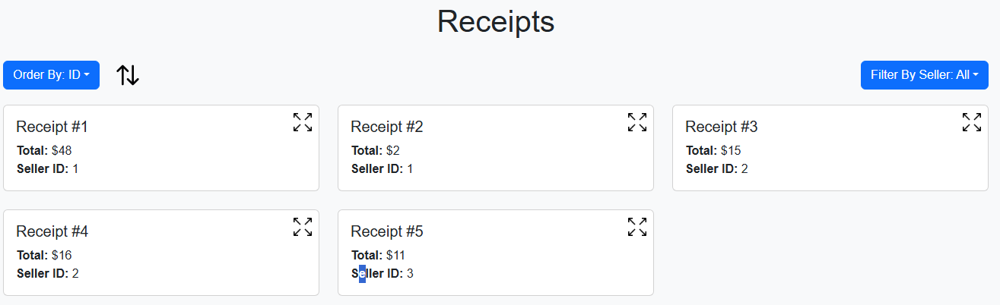 Receipts
Order By: ID
Filter By Seller: All
Receipt #1
Total: $48
Seller ID: 1
Receipt #2
Total: $2
Seller ID: 1
Receipt #3
Total: $15
Seller ID: 2
Receipt #4
Total: $16
Seller ID: 2
Receipt #5
Total: $11
Seller ID: 3